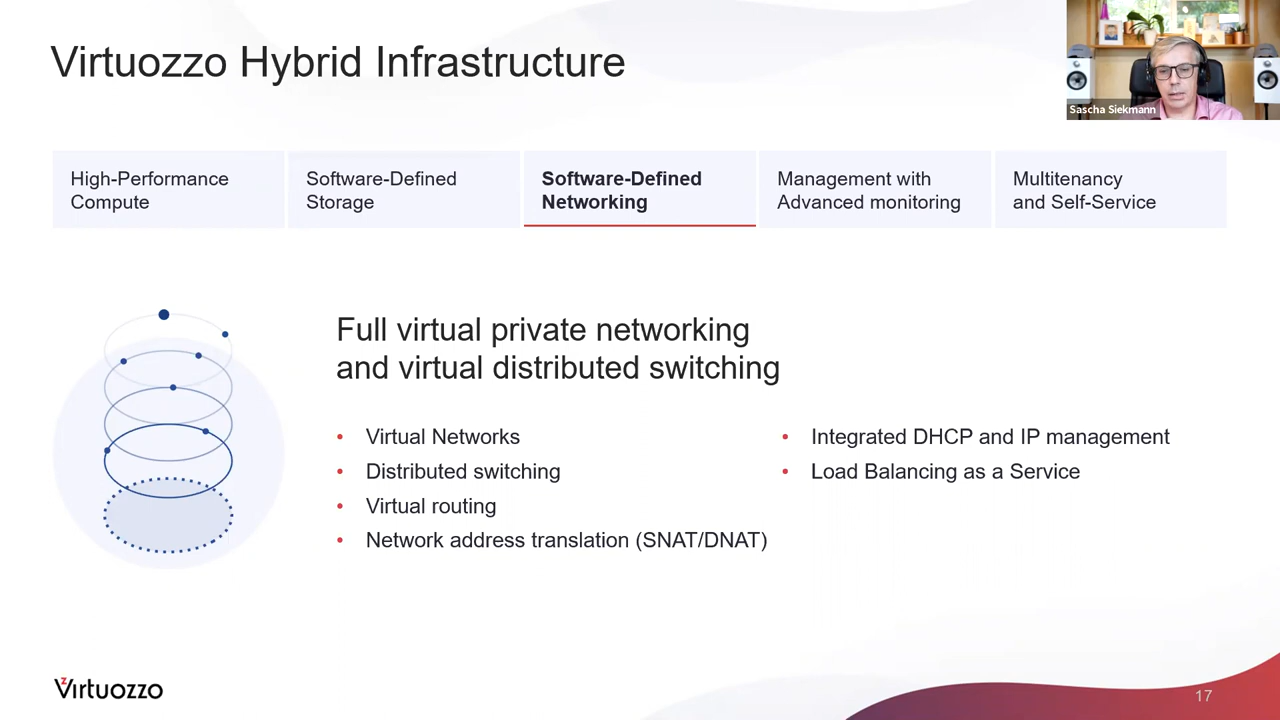 Virtuozzo Hybrid Infrastructure
Sascha Siekmann
High-Performance
Compute
Software-Defined
Storage
Software-Defined
Networking
Management with
Advanced monitoring
Multitenancy
and Self-Service
Full virtual private networking
and virtual distributed switching
• Virtual Networks
• Distributed switching
• Virtual routing
• Network address translation (SNAT/DNAT)
• Integrated DHCP and IP management
• Load Balancing as a Service
Virtuozzo
17